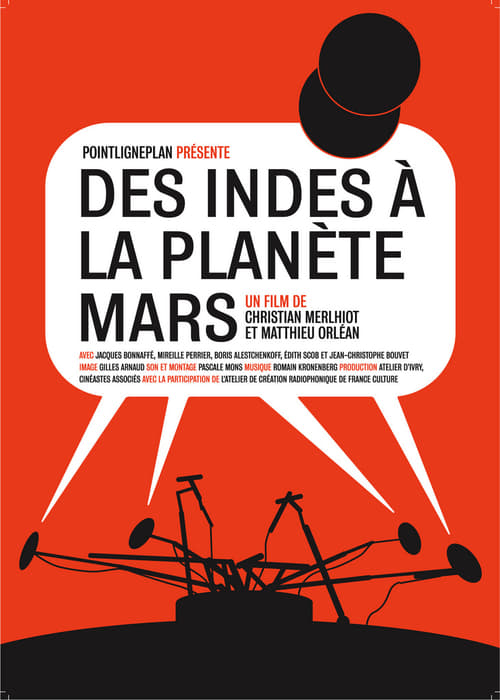 POINTLIGNEPLAN PRÉSENTE
DES INDES À
LA PLANÈTE
MARS
UN FILM DE
CHRISTIAN MERLHIOT
ET MATTHIEU ORLÉAN
AVEC JACQUES BONNAFFÉ, MIREILLE PERRIER, BORIS ALESTCHENKOFF, ÉDITH SCOB ET JEAN-CHRISTOPHE BOUVET
IMAGE GILLES ARNAUD SON ET MONTAGE PASCALE MONS MUSIQUE ROMAIN KRONENBERG PRODUCTION ATELIER D'IVRY,
CINÉASTES ASSOCIÉS AVEC LA PARTICIPATION DE L'ATELIER DE CRÉATION RADIOPHONIQUE DE FRANCE CULTURE